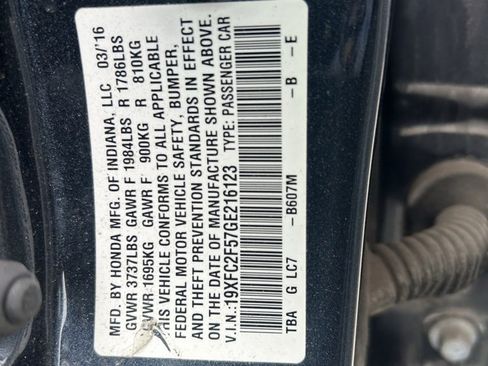 MFD. BY HONDA MFG. OF INDIANA, LLC 03/16
GVWR 3737LBS GAWR F 1984LBS R 1786LBS
GVWR 1695KG GAWR F 900KG R 810KG
THIS VEHICLE CONFORMS TO ALL APPLICABLE
FEDERAL MOTOR VEHICLE SAFETY, BUMPER,
AND THEFT PREVENTION STANDARDS IN EFFECT
ON THE DATE OF MANUFACTURE SHOWN ABOVE.
V.I.N.: 19XFC2F57GE216123 TYPE: PASSENGER CAR
TBA G LC7 - B607M - B - E